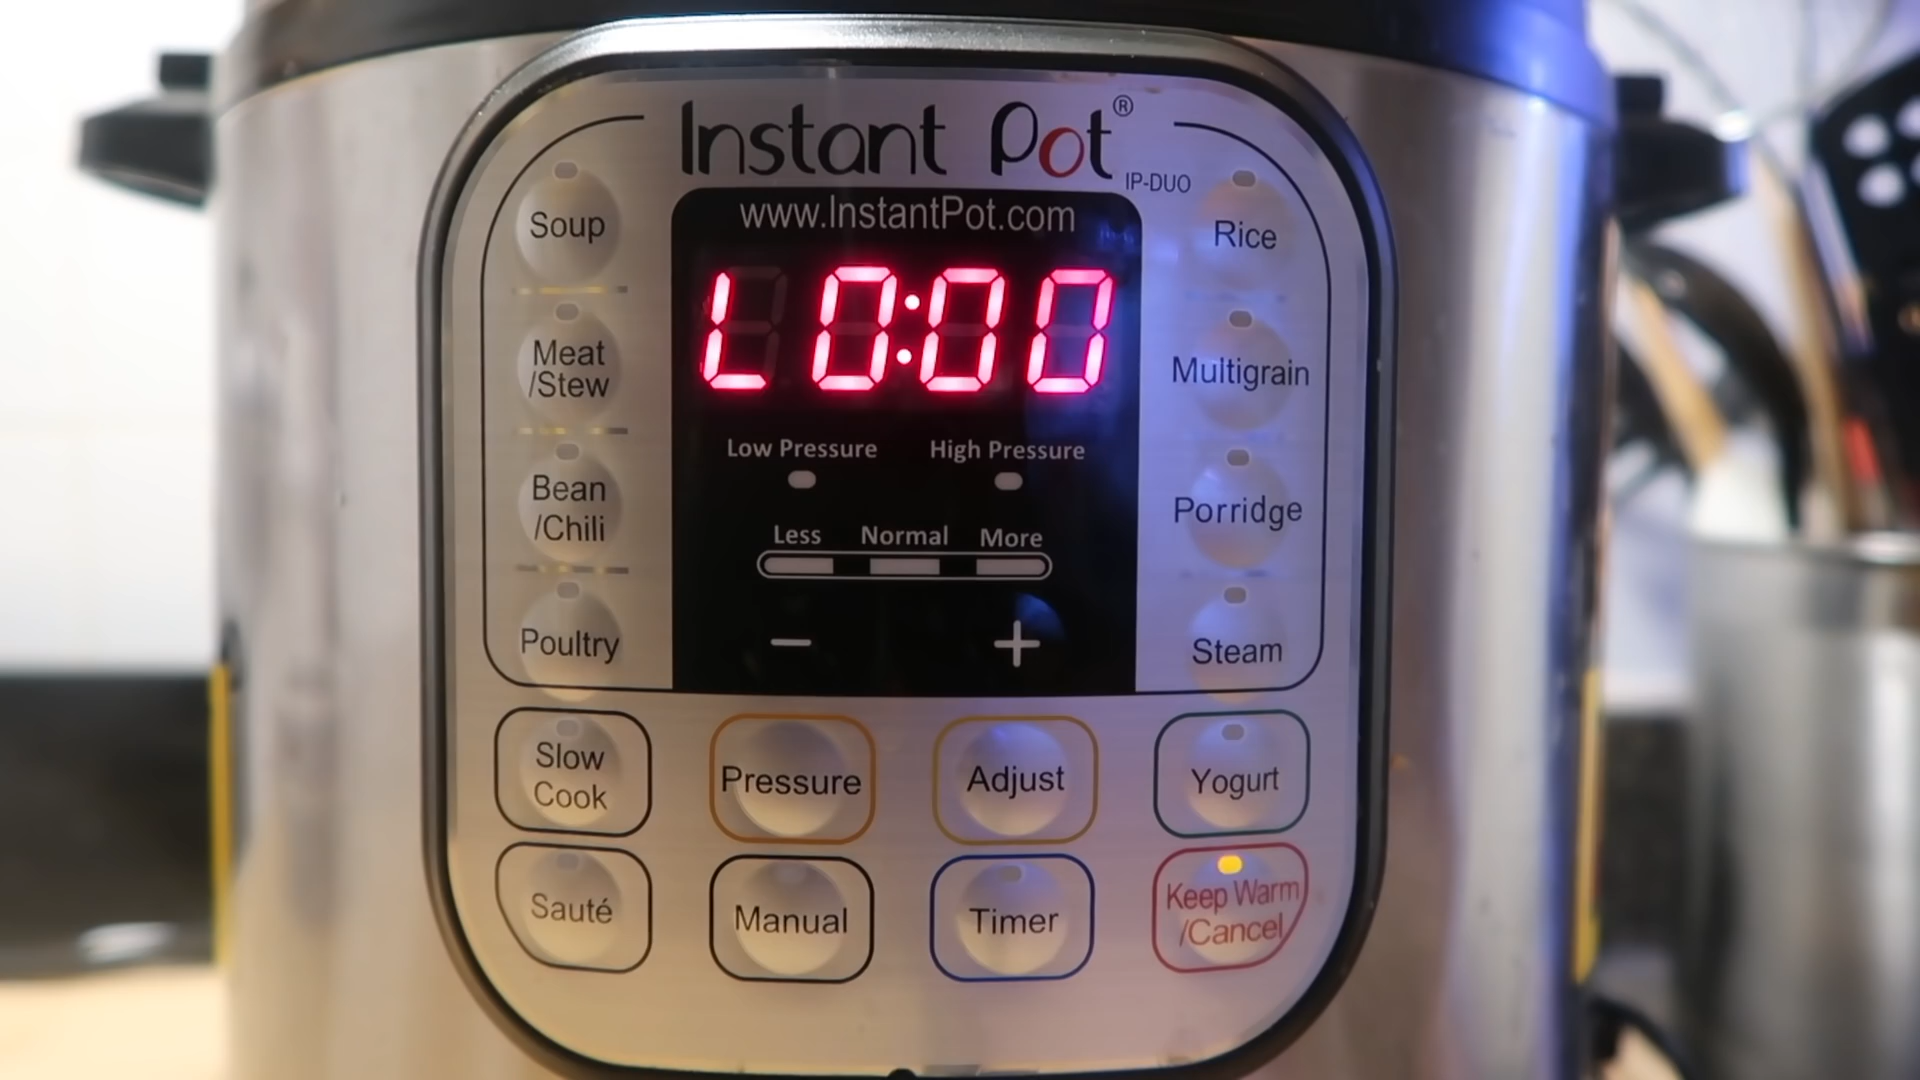 Instant Pot®
IP-DUO
www.InstantPot.com
L0:00
Low Pressure
High Pressure
Less
Normal
More
−
+
Soup
Meat
/Stew
Bean
/Chili
Poultry
Rice
Multigrain
Porridge
Steam
Slow
Cook
Pressure
Adjust
Yogurt
Sauté
Manual
Timer
Keep Warm
/Cancel